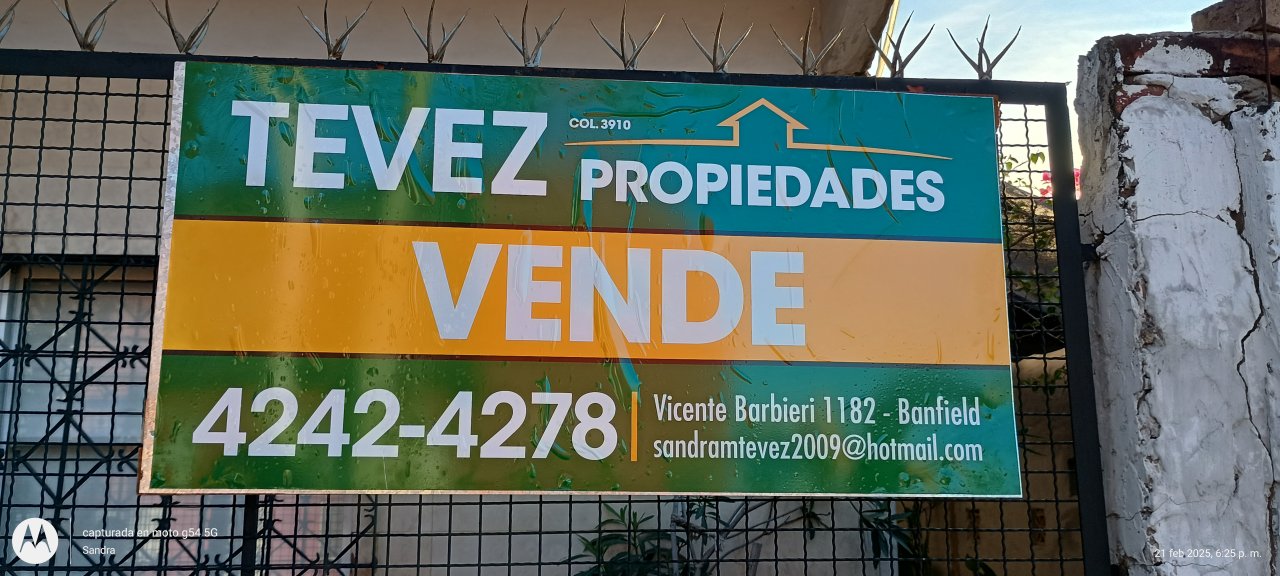 TEVEZ
COL. 3910
PROPIEDADES
VENDE
4242-4278
Vicente Barbieri 1182 - Banfield
sandramtevez2009@hotmail.com
capturada en moto g54 5G
Sandra
21 feb 2025, 6:25 p. m.